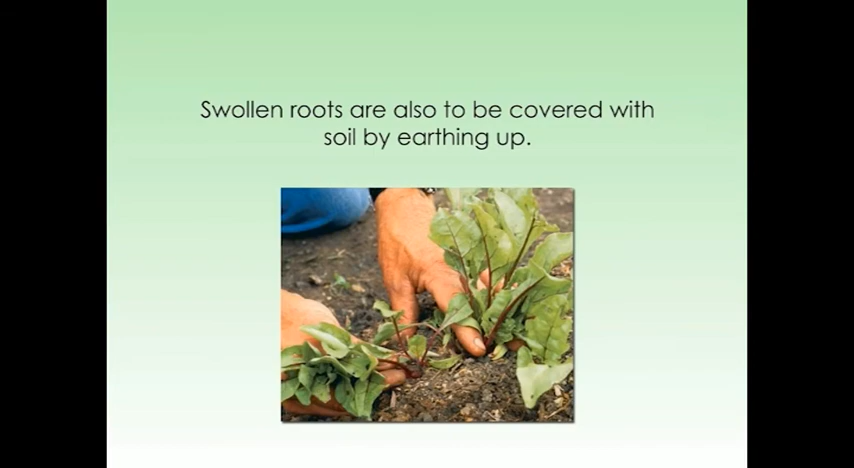 Swollen roots are also to be covered with
soil by earthing up.